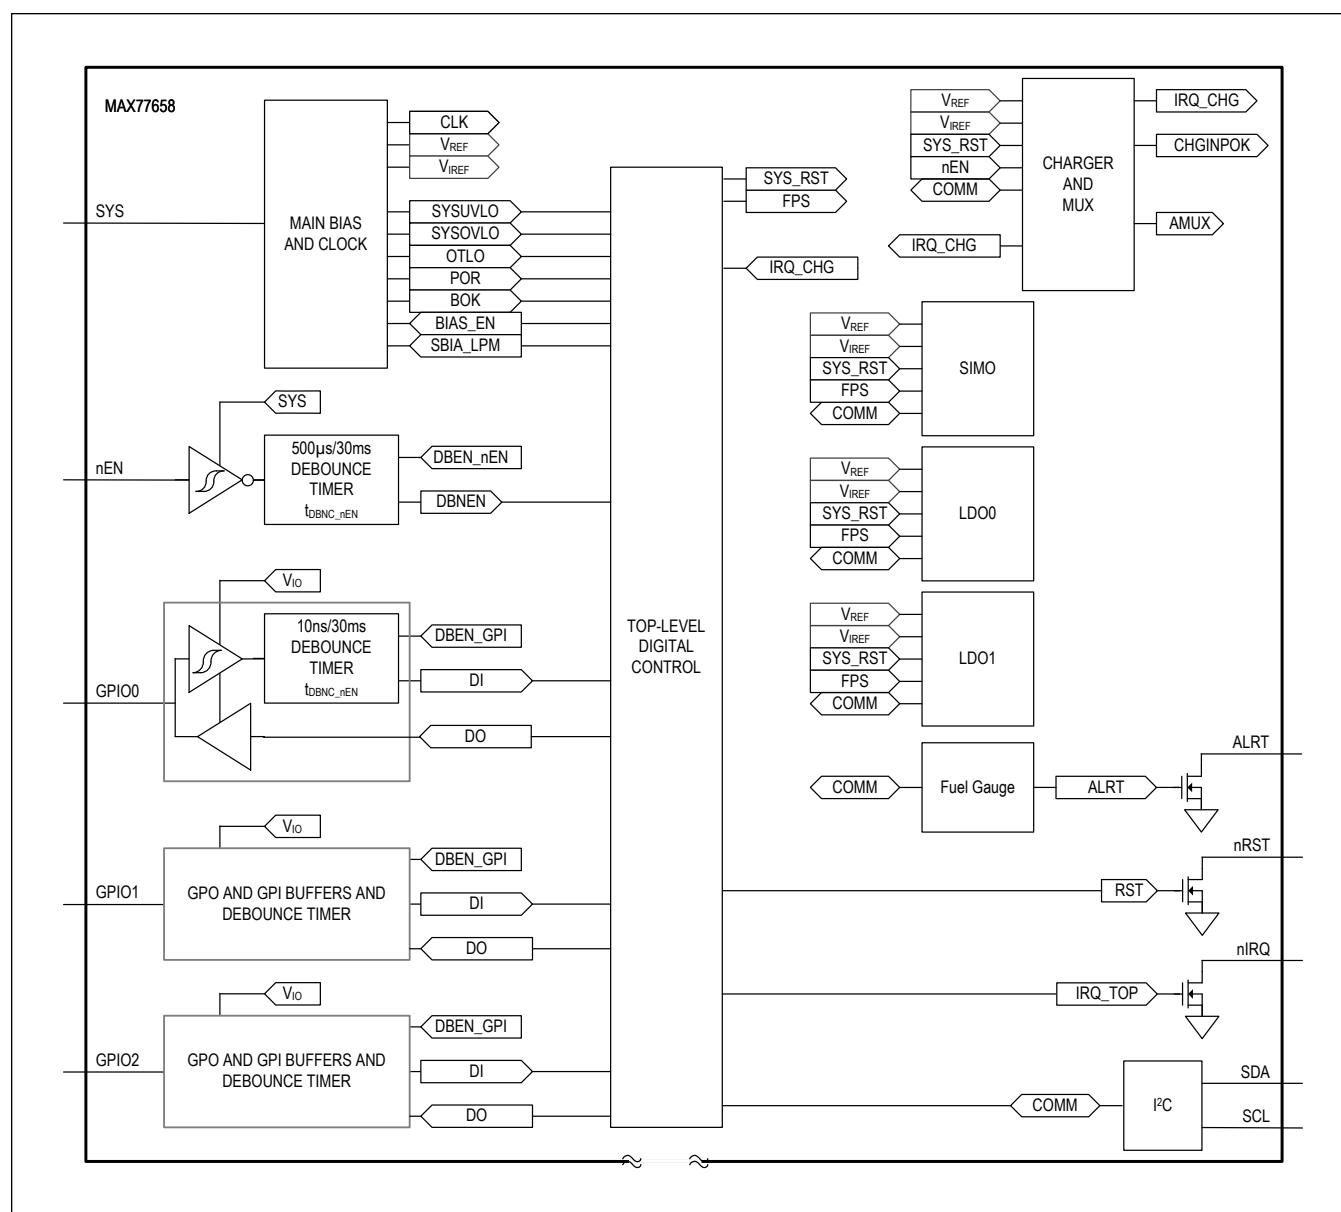 MAX77658
SYS
MAIN BIAS
AND CLOCK
CLK
VREF
VIREF
SYSUVLO
SYSOVLO
OTLO
POR
BOK
BIAS_EN
SBIA_LPM
SYS
nEN
500µs/30ms
DEBOUNCE
TIMER
tDBNC_nEN
DBEN_nEN
DBNEN
VIO
GPIO0
10ns/30ms
DEBOUNCE
TIMER
tDBNC_nEN
DBEN_GPI
DI
DO
VIO
GPIO1
GPO AND GPI BUFFERS AND
DEBOUNCE TIMER
DBEN_GPI
DI
DO
VIO
GPIO2
GPO AND GPI BUFFERS AND
DEBOUNCE TIMER
DBEN_GPI
DI
DO
TOP-LEVEL
DIGITAL
CONTROL
SYS_RST
FPS
IRQ_CHG
VREF
VIREF
SYS_RST
nEN
COMM
IRQ_CHG
CHARGER
AND
MUX
IRQ_CHG
CHGINPOK
AMUX
VREF
VIREF
SYS_RST
FPS
COMM
SIMO
VREF
VIREF
SYS_RST
FPS
COMM
LDO0
VREF
VIREF
SYS_RST
FPS
COMM
LDO1
COMM
Fuel Gauge
ALRT
ALRT
RST
nRST
IRQ_TOP
nIRQ
COMM
I²C
SDA
SCL